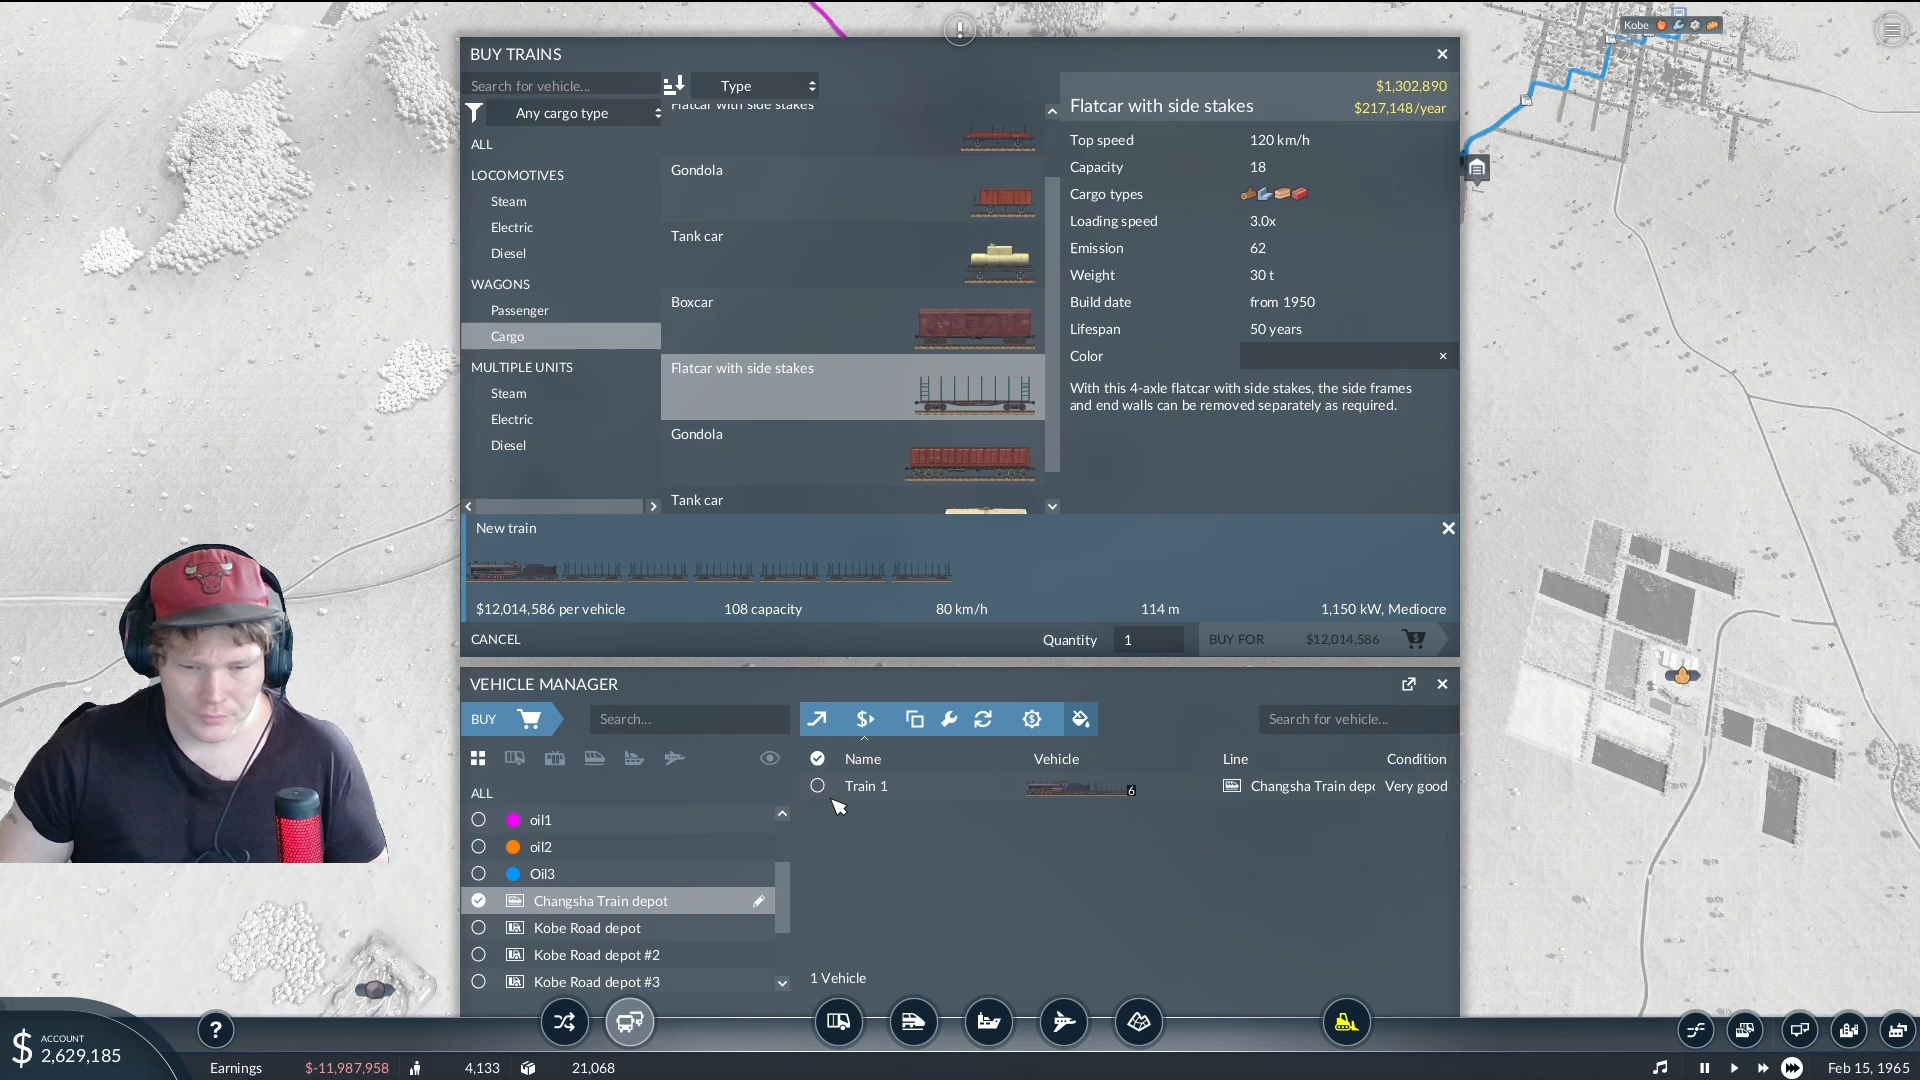 Kobe
BUY TRAINS
Search for vehicle...
Type
Any cargo type
ALL
LOCOMOTIVES
Steam
Electric
Diesel
WAGONS
Passenger
Cargo
MULTIPLE UNITS
Steam
Electric
Diesel
Flatcar with side stakes
Gondola
Tank car
Boxcar
Flatcar with side stakes
Gondola
Tank car
$1,302,890
Flatcar with side stakes
$217,148/year
Top speed 120 km/h
Capacity 18
Cargo types
Loading speed 3.0x
Emission 62
Weight 30 t
Build date from 1950
Lifespan 50 years
Color
With this 4-axle flatcar with side stakes, the side frames
and end walls can be removed separately as required.
New train
$12,014,586 per vehicle 108 capacity 80 km/h 114 m 1,150 kW, Mediocre
CANCEL Quantity 1 BUY FOR $12,014,586
VEHICLE MANAGER
BUY Search... Search for vehicle...
ALL
oil1
oil2
Oil3
Changsha Train depot
Kobe Road depot
Kobe Road depot #2
Kobe Road depot #3
Name Vehicle Line Condition
Train 1 6 Changsha Train depo Very good
1 Vehicle
$ ACCOUNT
2,629,185
?
Earnings $-11,987,958 4,133 21,068 Feb 15, 1965